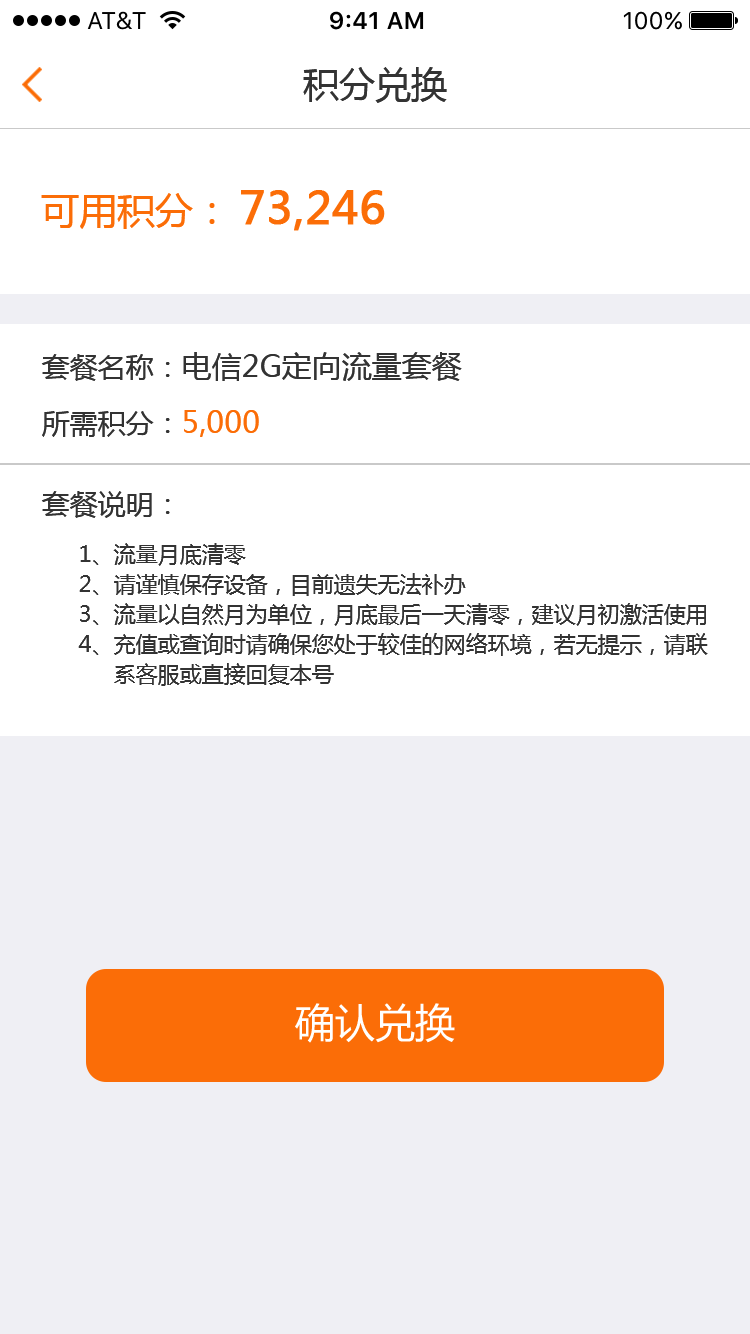 AT&T 9:41 AM 100%
积分兑换
可用积分：73,246
套餐名称：电信2G定向流量套餐
所需积分：5,000
套餐说明：
1、流量月底清零
2、请谨慎保存设备，目前遗失无法补办
3、流量以自然月为单位，月底最后一天清零，建议月初激活使用
4、充值或查询时请确保您处于较佳的网络环境，若无提示，请联
系客服或直接回复本号
确认兑换